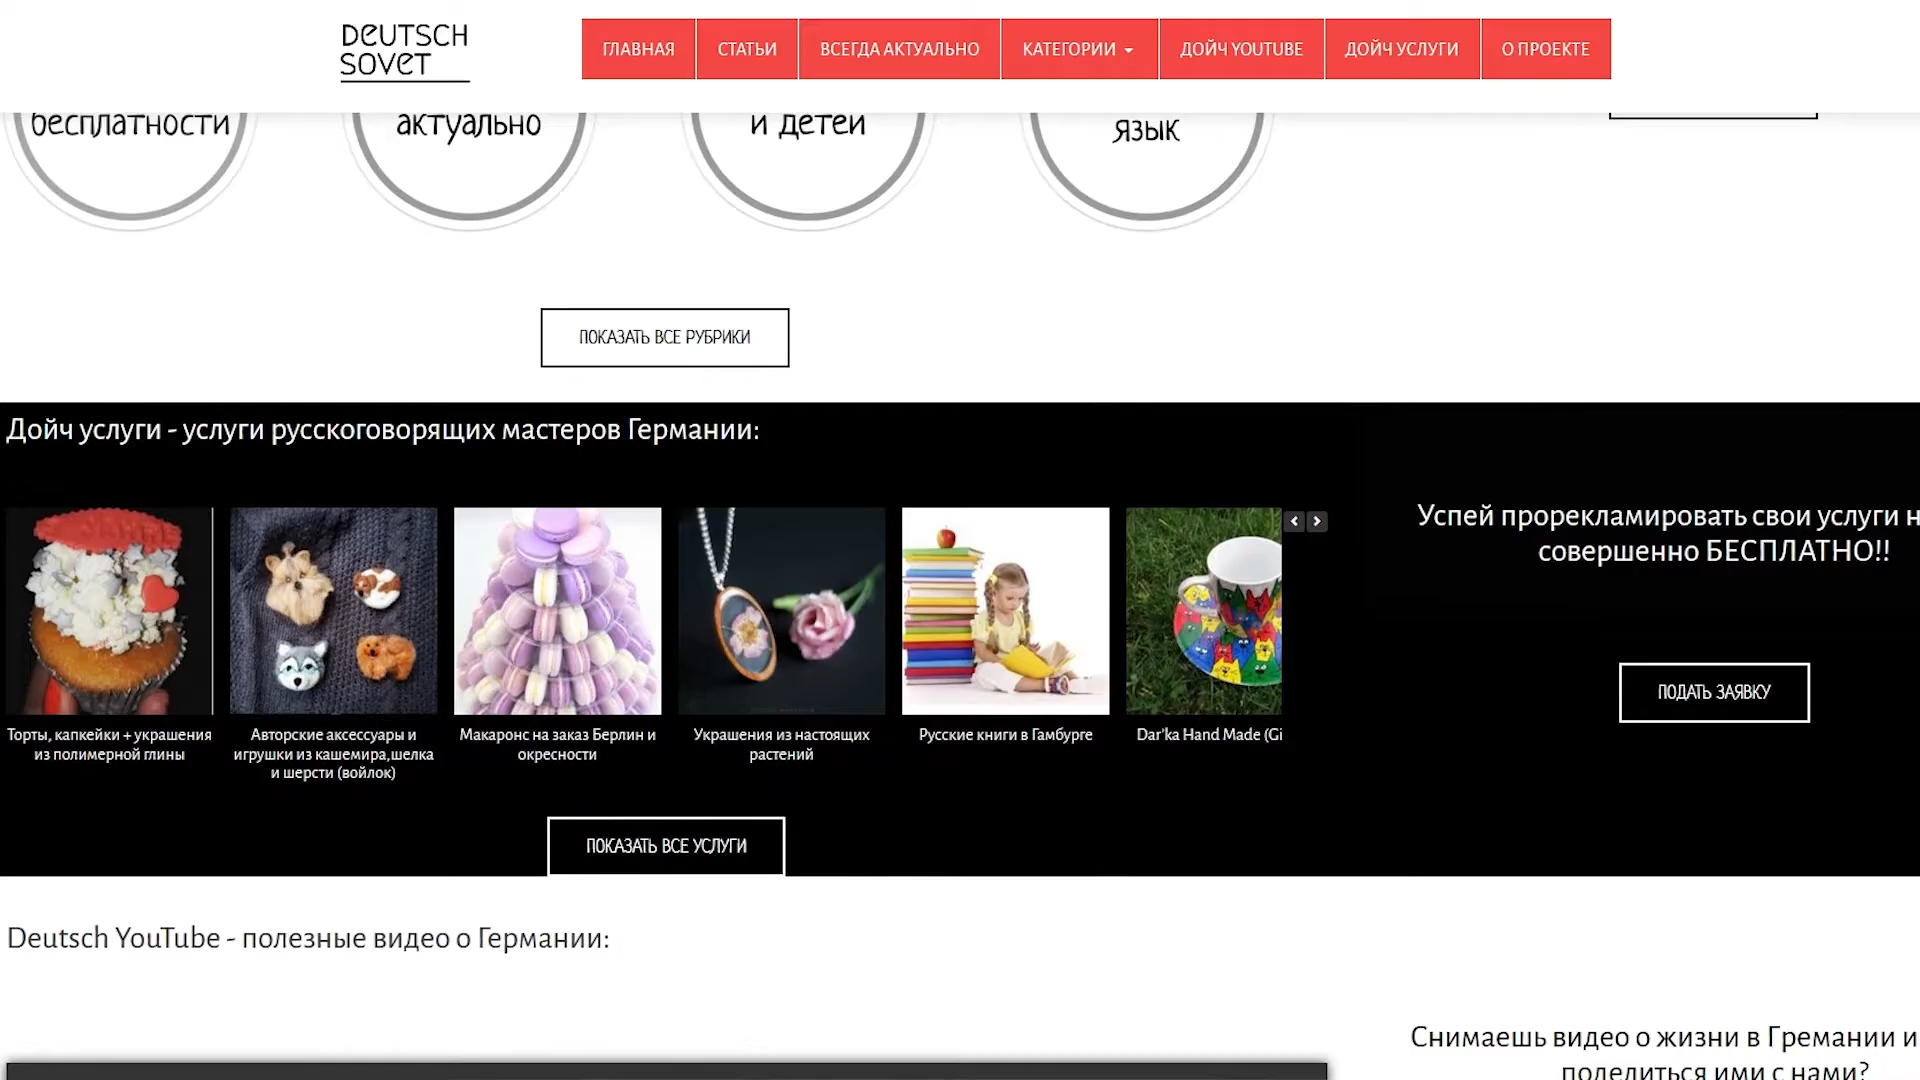 DEUTSCH
SOVET
ГЛАВНАЯ
СТАТЬИ
ВСЕГДА АКТУАЛЬНО
КАТЕГОРИИ
ДОЙЧ YOUTUBE
ДОЙЧ УСЛУГИ
О ПРОЕКТЕ
бесплатности
актуально
и детей
язык
ПОКАЗАТЬ ВСЕ РУБРИКИ
Дойч услуги - услуги русскоговорящих мастеров Германии:
Успей прорекламировать свои услуги н
совершенно БЕСПЛАТНО!!
ПОДАТЬ ЗАЯВКУ
Торты, капкейки + украшения
из полимерной глины
Авторские аксессуары и
игрушки из кашемира,шелка
и шерсти (войлок)
Макаронс на заказ Берлин и
окресности
Украшения из настоящих
растений
Русские книги в Гамбурге
Dar'ka Hand Made (Gi
ПОКАЗАТЬ ВСЕ УСЛУГИ
Deutsch YouTube - полезные видео о Германии:
Снимаешь видео о жизни в Гремании и
поделиться ими с нами?